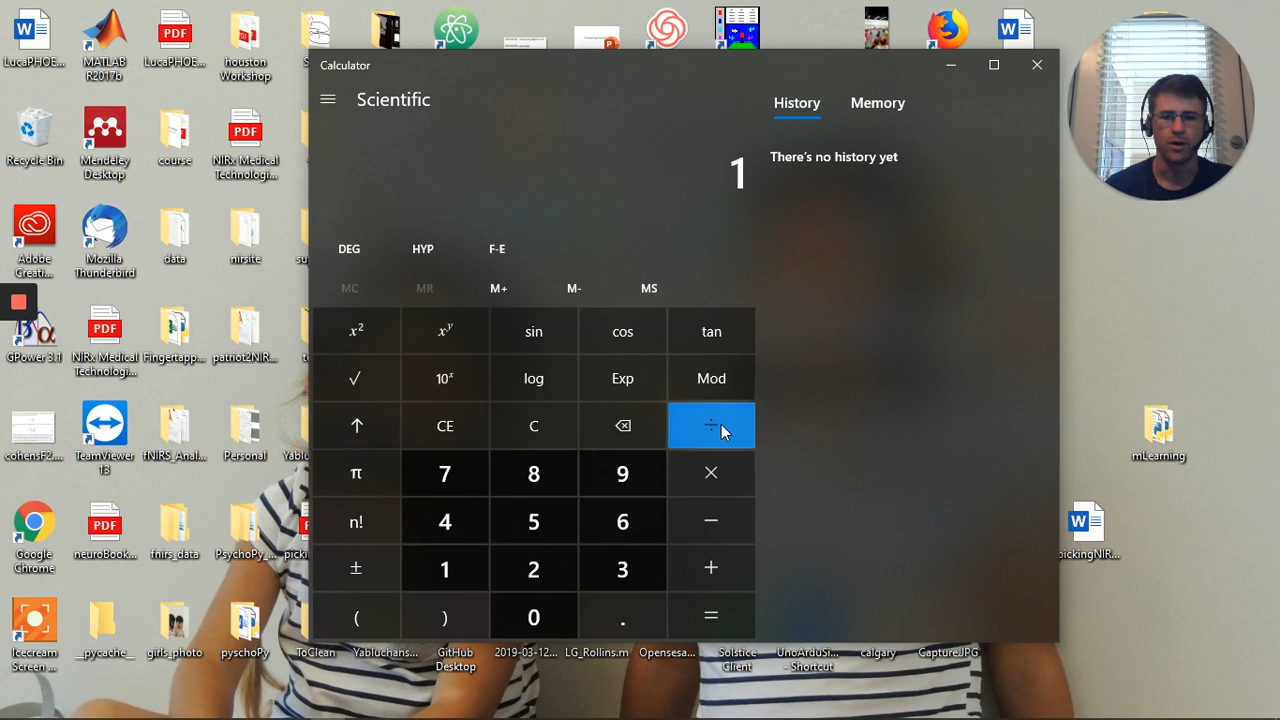 LucaPHOE...
MATLAB R2017b
LucaPHOE...
houston Workshop
Calculator
Scientific
History
Memory
There's no history yet
1
DEG
HYP
F-E
MC
MR
M+
M-
MS
x²
xʸ
sin
cos
tan
√
10ˣ
log
Exp
Mod
↑
CE
C
÷
π
7
8
9
×
n!
4
5
6
−
±
1
2
3
+
(
)
0
.
=
Recycle Bin
Mendeley Desktop
course
NIRx Medical Technologi...
Adobe Creati...
Mozilla Thunderbird
data
nirsite
GPower 3.1
NIRx Medical Technologi...
Fingertapp...
patriot2NIR...
cohensF2....
TeamViewer 13
fNIRS_Anal...
Personal
Yablu
mLearning
Google Chrome
neuroBook...
fnirs_data
PsychoPy_...
pickin
pickingNIR...
Icecream Screen ...
__pycache__
girls_photo
pyschoPy
ToClean
Yabluchans...
GitHub Desktop
2019-03-12...
LG_Rollins.m
Opensesa...
Solstice Client
UnoArduSi... - Shortcut
calgary
CaptureJPG